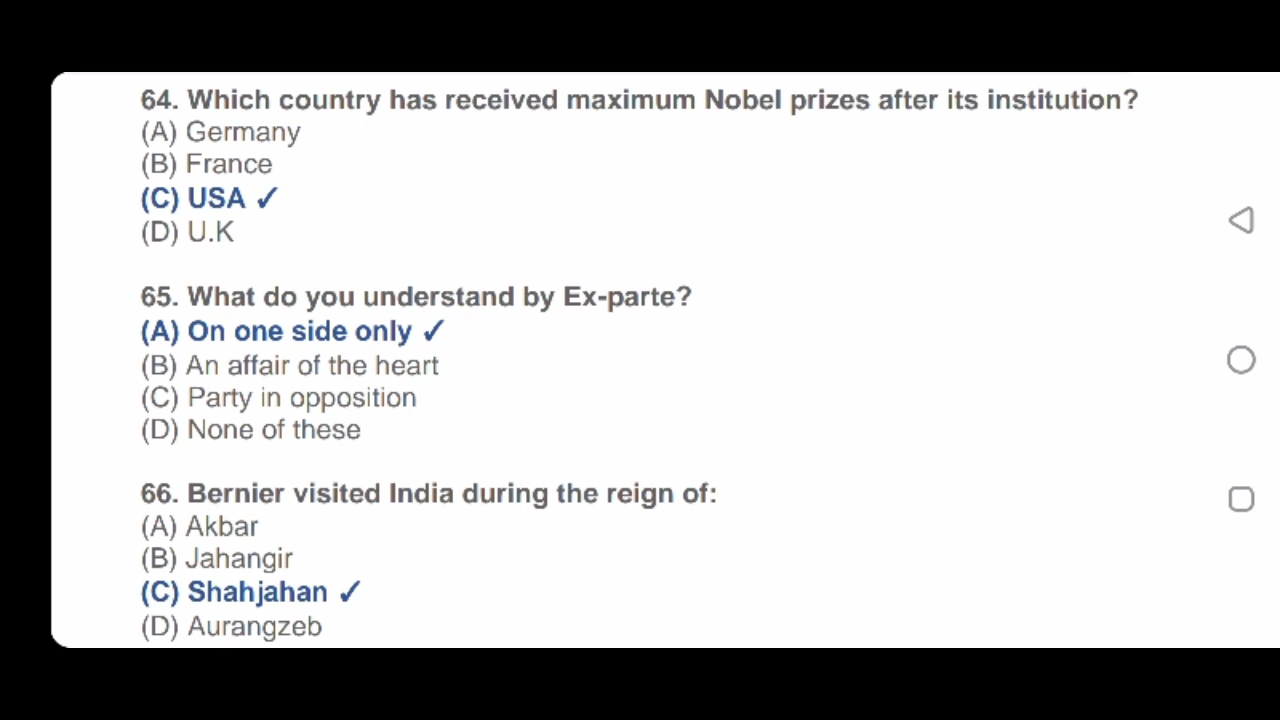 64. Which country has received maximum Nobel prizes after its institution?
(A) Germany
(B) France
(C) USA ✓
(D) U.K
65. What do you understand by Ex-parte?
(A) On one side only ✓
(B) An affair of the heart
(C) Party in opposition
(D) None of these
66. Bernier visited India during the reign of:
(A) Akbar
(B) Jahangir
(C) Shahjahan ✓
(D) Aurangzeb